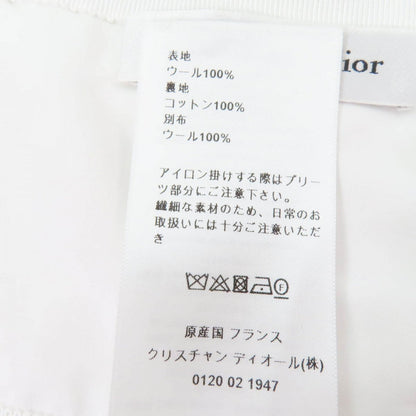 ior
表地
ウール100%
裏地
コットン100%
別布
ウール100%
アイロン掛けする際はプリー
ツ部分にご注意下さい。
繊細な素材のため、日常のお
取扱いには十分ご注意いただ
き
F
原産国 フランス
クリスチャン ディオール(株)
0120 02 1947